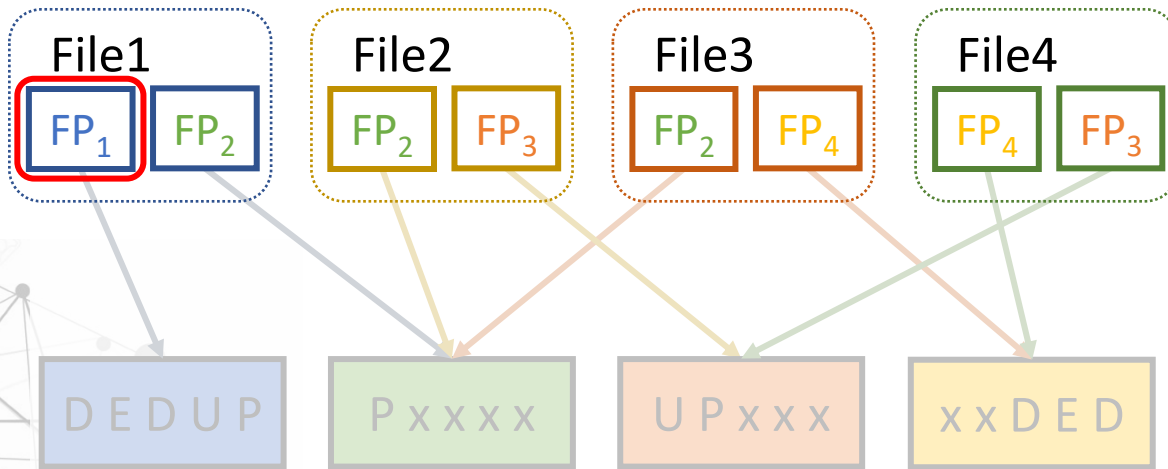 File1 File2 File3 File4
FP₁ FP₂ FP₂ FP₃ FP₂ FP₄ FP₄ FP₃
D E D U P P x x x x U P x x x x x D E D